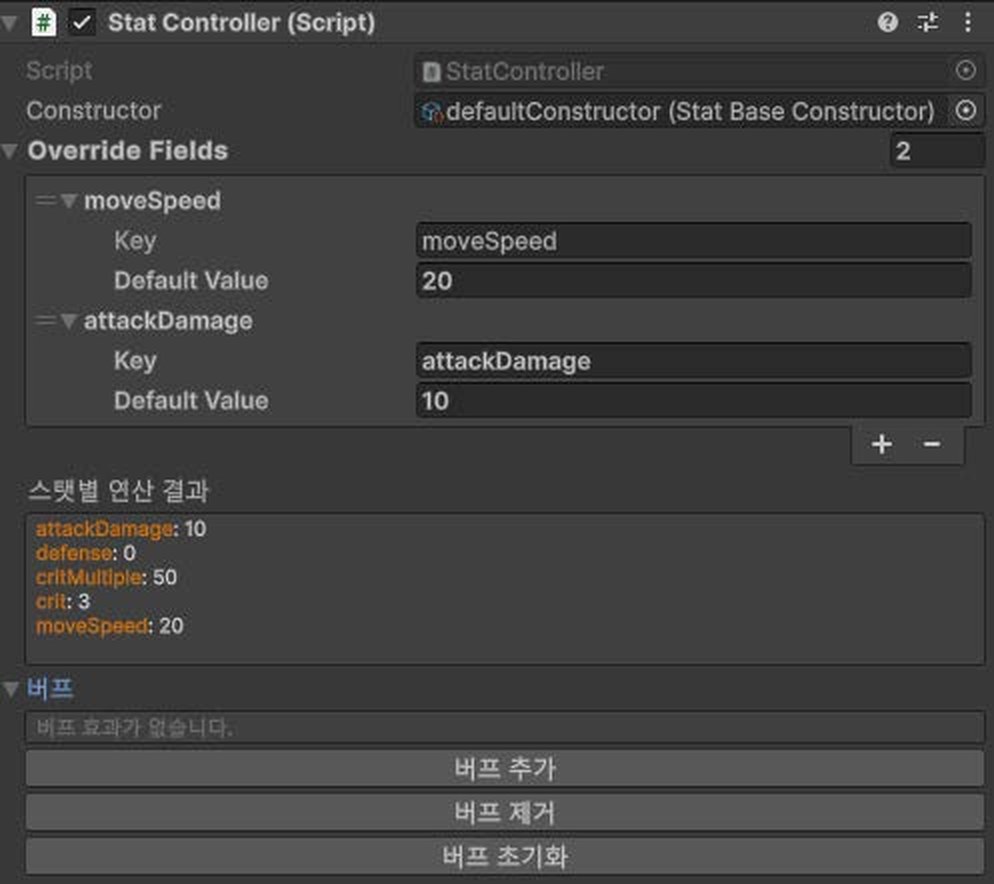 # Stat Controller (Script)
Script StatController
Constructor defaultConstructor (Stat Base Constructor)
Override Fields 2
moveSpeed
Key moveSpeed
Default Value 20
attackDamage
Key attackDamage
Default Value 10
+ −
스탯별 연산 결과
attackDamage: 10
defense: 0
critMultiple: 50
crit: 3
moveSpeed: 20
버프
버프 효과가 없습니다.
버프 추가
버프 제거
버프 초기화